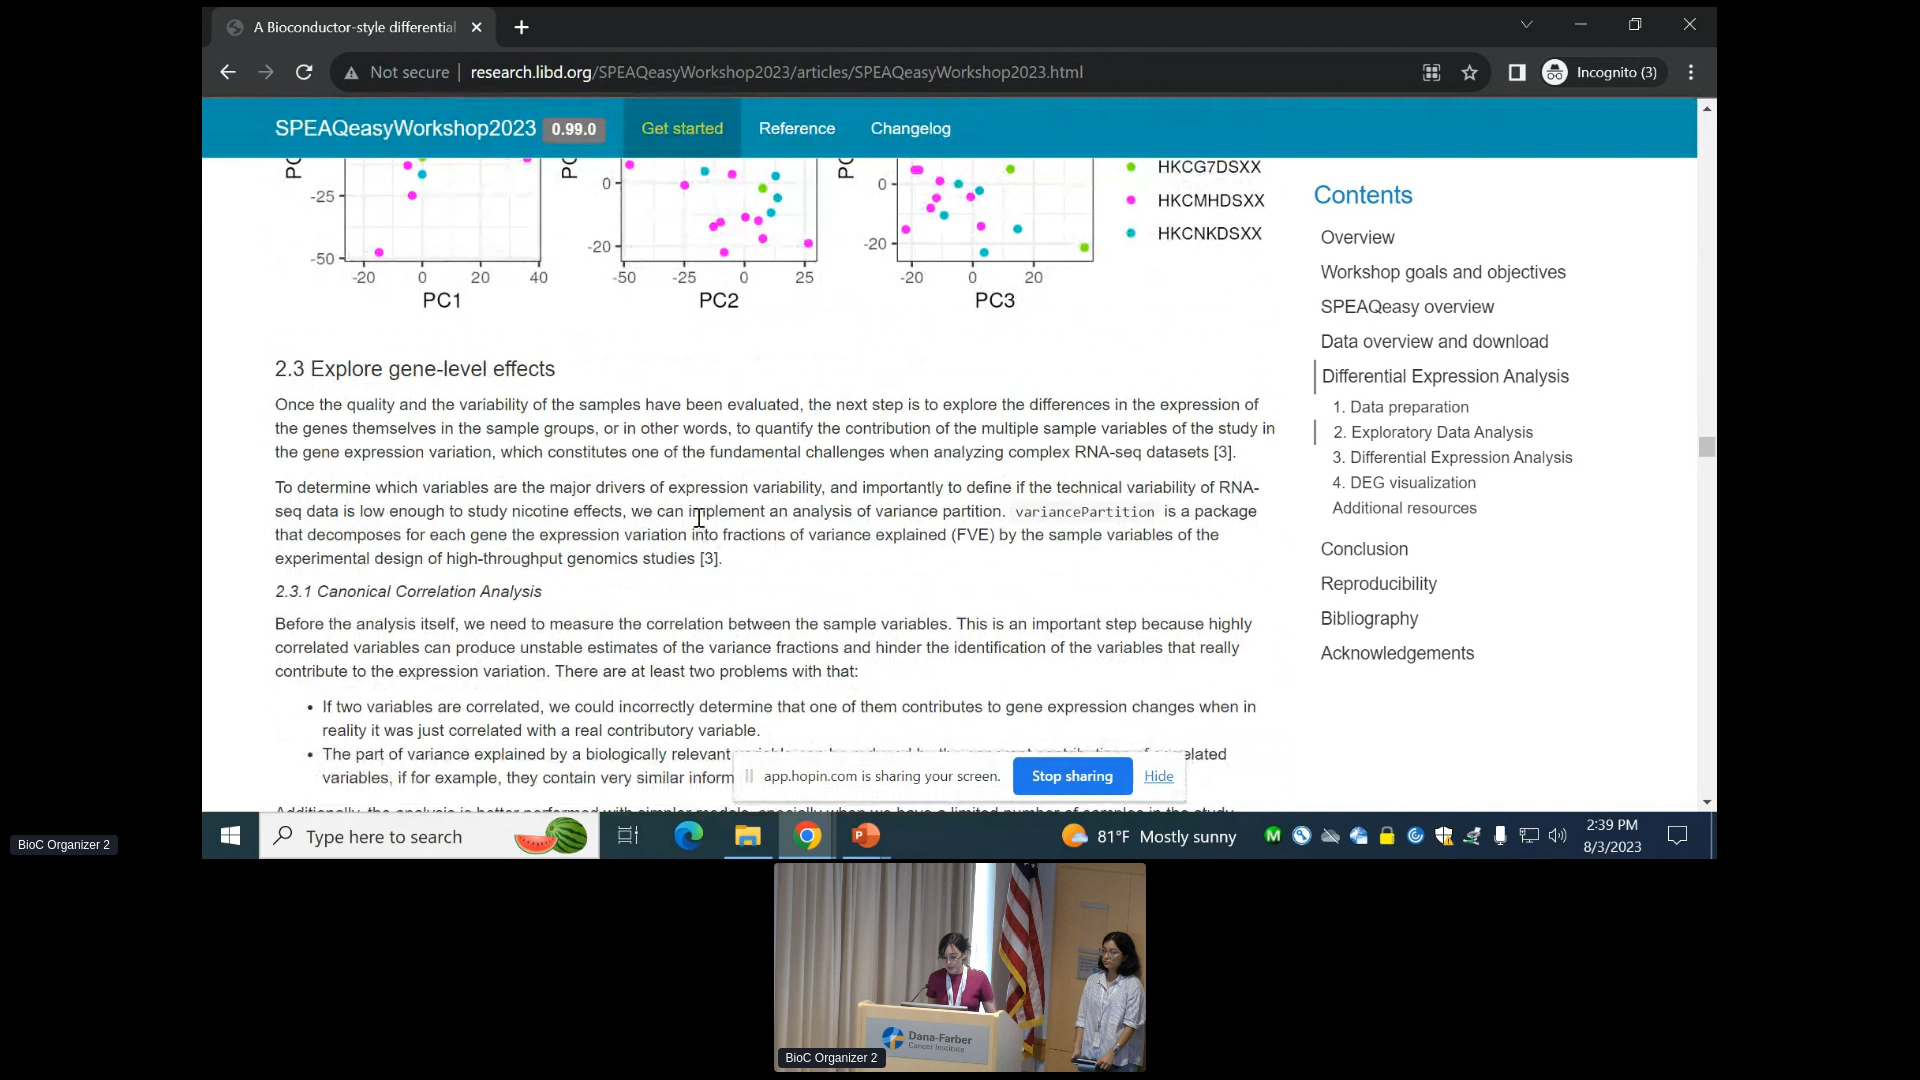 A Bioconductor-style differential
Not secure research.libd.org/SPEAQeasyWorkshop2023/articles/SPEAQeasyWorkshop2023.html
Incognito (3)
SPEAQeasyWorkshop2023 0.99.0 Get started Reference Changelog
-25
-50
-20 0 20 40
PC1
0
-20
-50 -25 0 25
PC2
0
-20
-20 0 20
PC3
HKCG7DSXX
HKCMHDSXX
HKCNKDSXX
2.3 Explore gene-level effects
Once the quality and the variability of the samples have been evaluated, the next step is to explore the differences in the expression of
the genes themselves in the sample groups, or in other words, to quantify the contribution of the multiple sample variables of the study in
the gene expression variation, which constitutes one of the fundamental challenges when analyzing complex RNA-seq datasets [3].
To determine which variables are the major drivers of expression variability, and importantly to define if the technical variability of RNA-
seq data is low enough to study nicotine effects, we can implement an analysis of variance partition. variancePartition is a package
that decomposes for each gene the expression variation into fractions of variance explained (FVE) by the sample variables of the
experimental design of high-throughput genomics studies [3].
2.3.1 Canonical Correlation Analysis
Before the analysis itself, we need to measure the correlation between the sample variables. This is an important step because highly
correlated variables can produce unstable estimates of the variance fractions and hinder the identification of the variables that really
contribute to the expression variation. There are at least two problems with that:
• If two variables are correlated, we could incorrectly determine that one of them contributes to gene expression changes when in
reality it was just correlated with a real contributory variable.
• The part of variance explained by a biologically relevant
variables, if for example, they contain very similar
Contents
Overview
Workshop goals and objectives
SPEAQeasy overview
Data overview and download
Differential Expression Analysis
1. Data preparation
2. Exploratory Data Analysis
3. Differential Expression Analysis
4. DEG visualization
Additional resources
Conclusion
Reproducibility
Bibliography
Acknowledgements
app.hopin.com is sharing your screen. Stop sharing Hide
Type here to search
81°F Mostly sunny
2:39 PM
8/3/2023
BioC Organizer 2
Dana-Farber
Cancer Institute
BioC Organizer 2